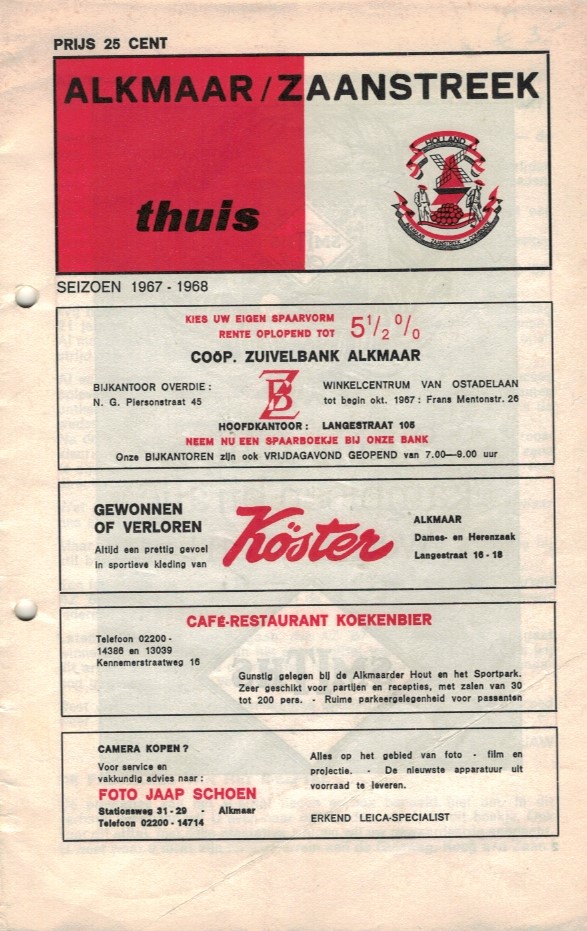 PRIJS 25 CENT
ALKMAAR/ZAANSTREEK
HOLLAND
ALKMAAR ZAANSTREEK
thuis
SEIZOEN 1967 - 1968
KIES UW EIGEN SPAARVORM
RENTE OPLOPEND TOT 5 1/2 %
COÖP. ZUIVELBANK ALKMAAR
BIJKANTOOR OVERDIE :
N. G. Piersonstraat 45
ZB
WINKELCENTRUM VAN OSTADELAAN
tot begin okt. 1967 : Frans Mentonstr. 26
HOOFDKANTOOR : LANGESTRAAT 105
NEEM NU EEN SPAARBOEKJE BIJ ONZE BANK
Onze BIJKANTOREN zijn ook VRIJDAGAVOND GEOPEND van 7.00—9.00 uur
GEWONNEN
OF VERLOREN
Altijd een prettig gevoel
in sportieve kleding van
Köster
ALKMAAR
Dames- en Herenzaak
Langestraat 16 - 18
CAFÉ-RESTAURANT KOEKENBIER
Telefoon 02200 -
14386 en 13039
Kennemerstraatweg 16
Gunstig gelegen bij de Alkmaarder Hout en het Sportpark.
Zeer geschikt voor partijen en recepties, met zalen van 30
tot 200 pers. - Ruime parkeergelegenheid voor passanten
CAMERA KOPEN ?
Voor service en
vakkundig advies naar :
FOTO JAAP SCHOEN
Stationsweg 31 - 29 - Alkmaar
Telefoon 02200 - 14714
Alles op het gebied van foto - film en
projectie. - De nieuwste apparatuur uit
voorraad te leveren.
ERKEND LEICA-SPECIALIST